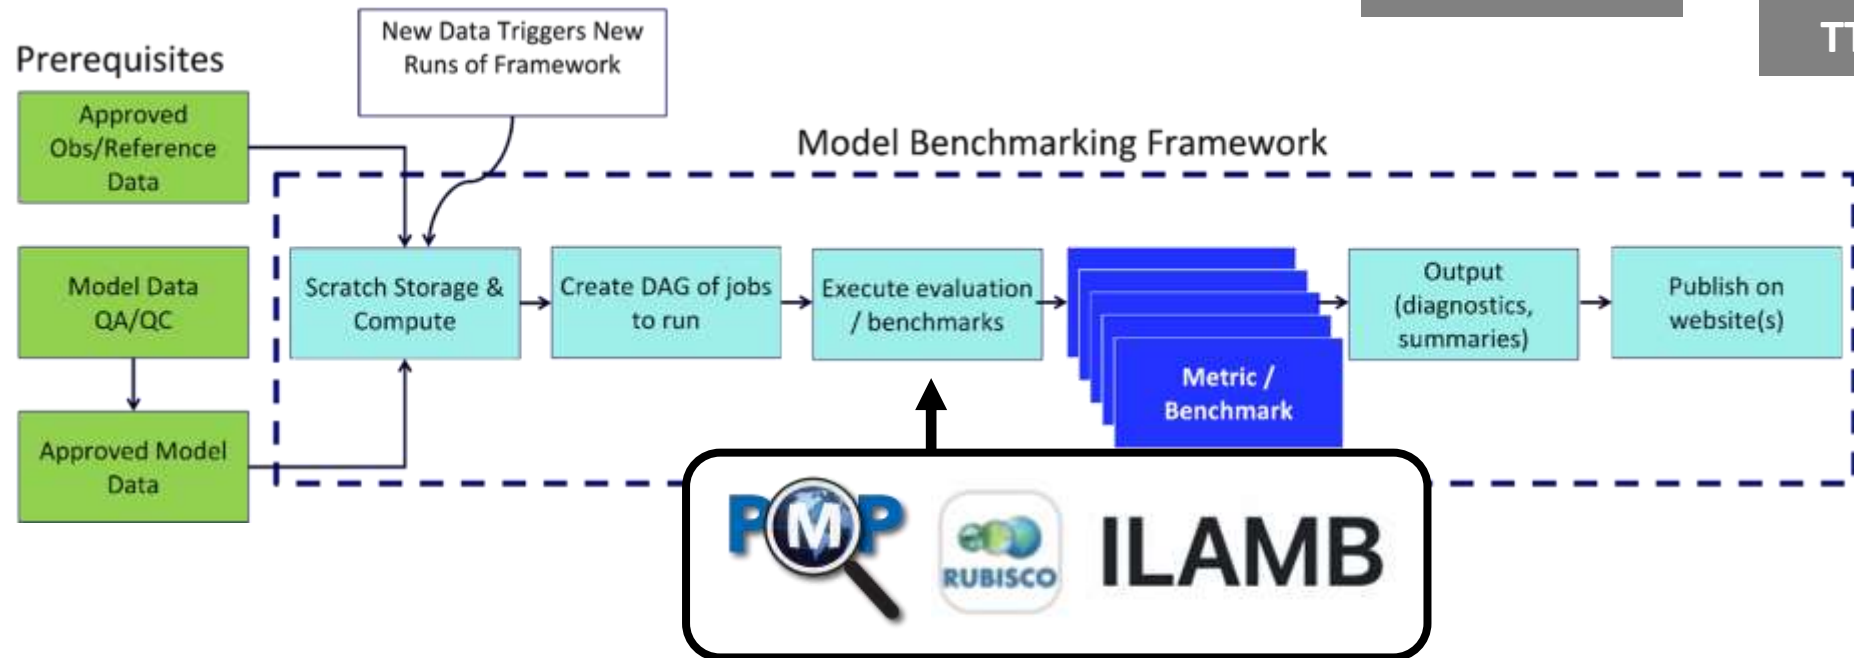 New Data Triggers New
Runs of Framework
Prerequisites
Approved
Obs/Reference
Data
Model Benchmarking Framework
Model Data
QA/QC
Scratch Storage &
Compute
Create DAG of jobs
to run
Execute evaluation
/ benchmarks
Metric /
Benchmark
Output
(diagnostics,
summaries)
Publish on
website(s)
Approved Model
Data
PMP
RUBISCO
ILAMB